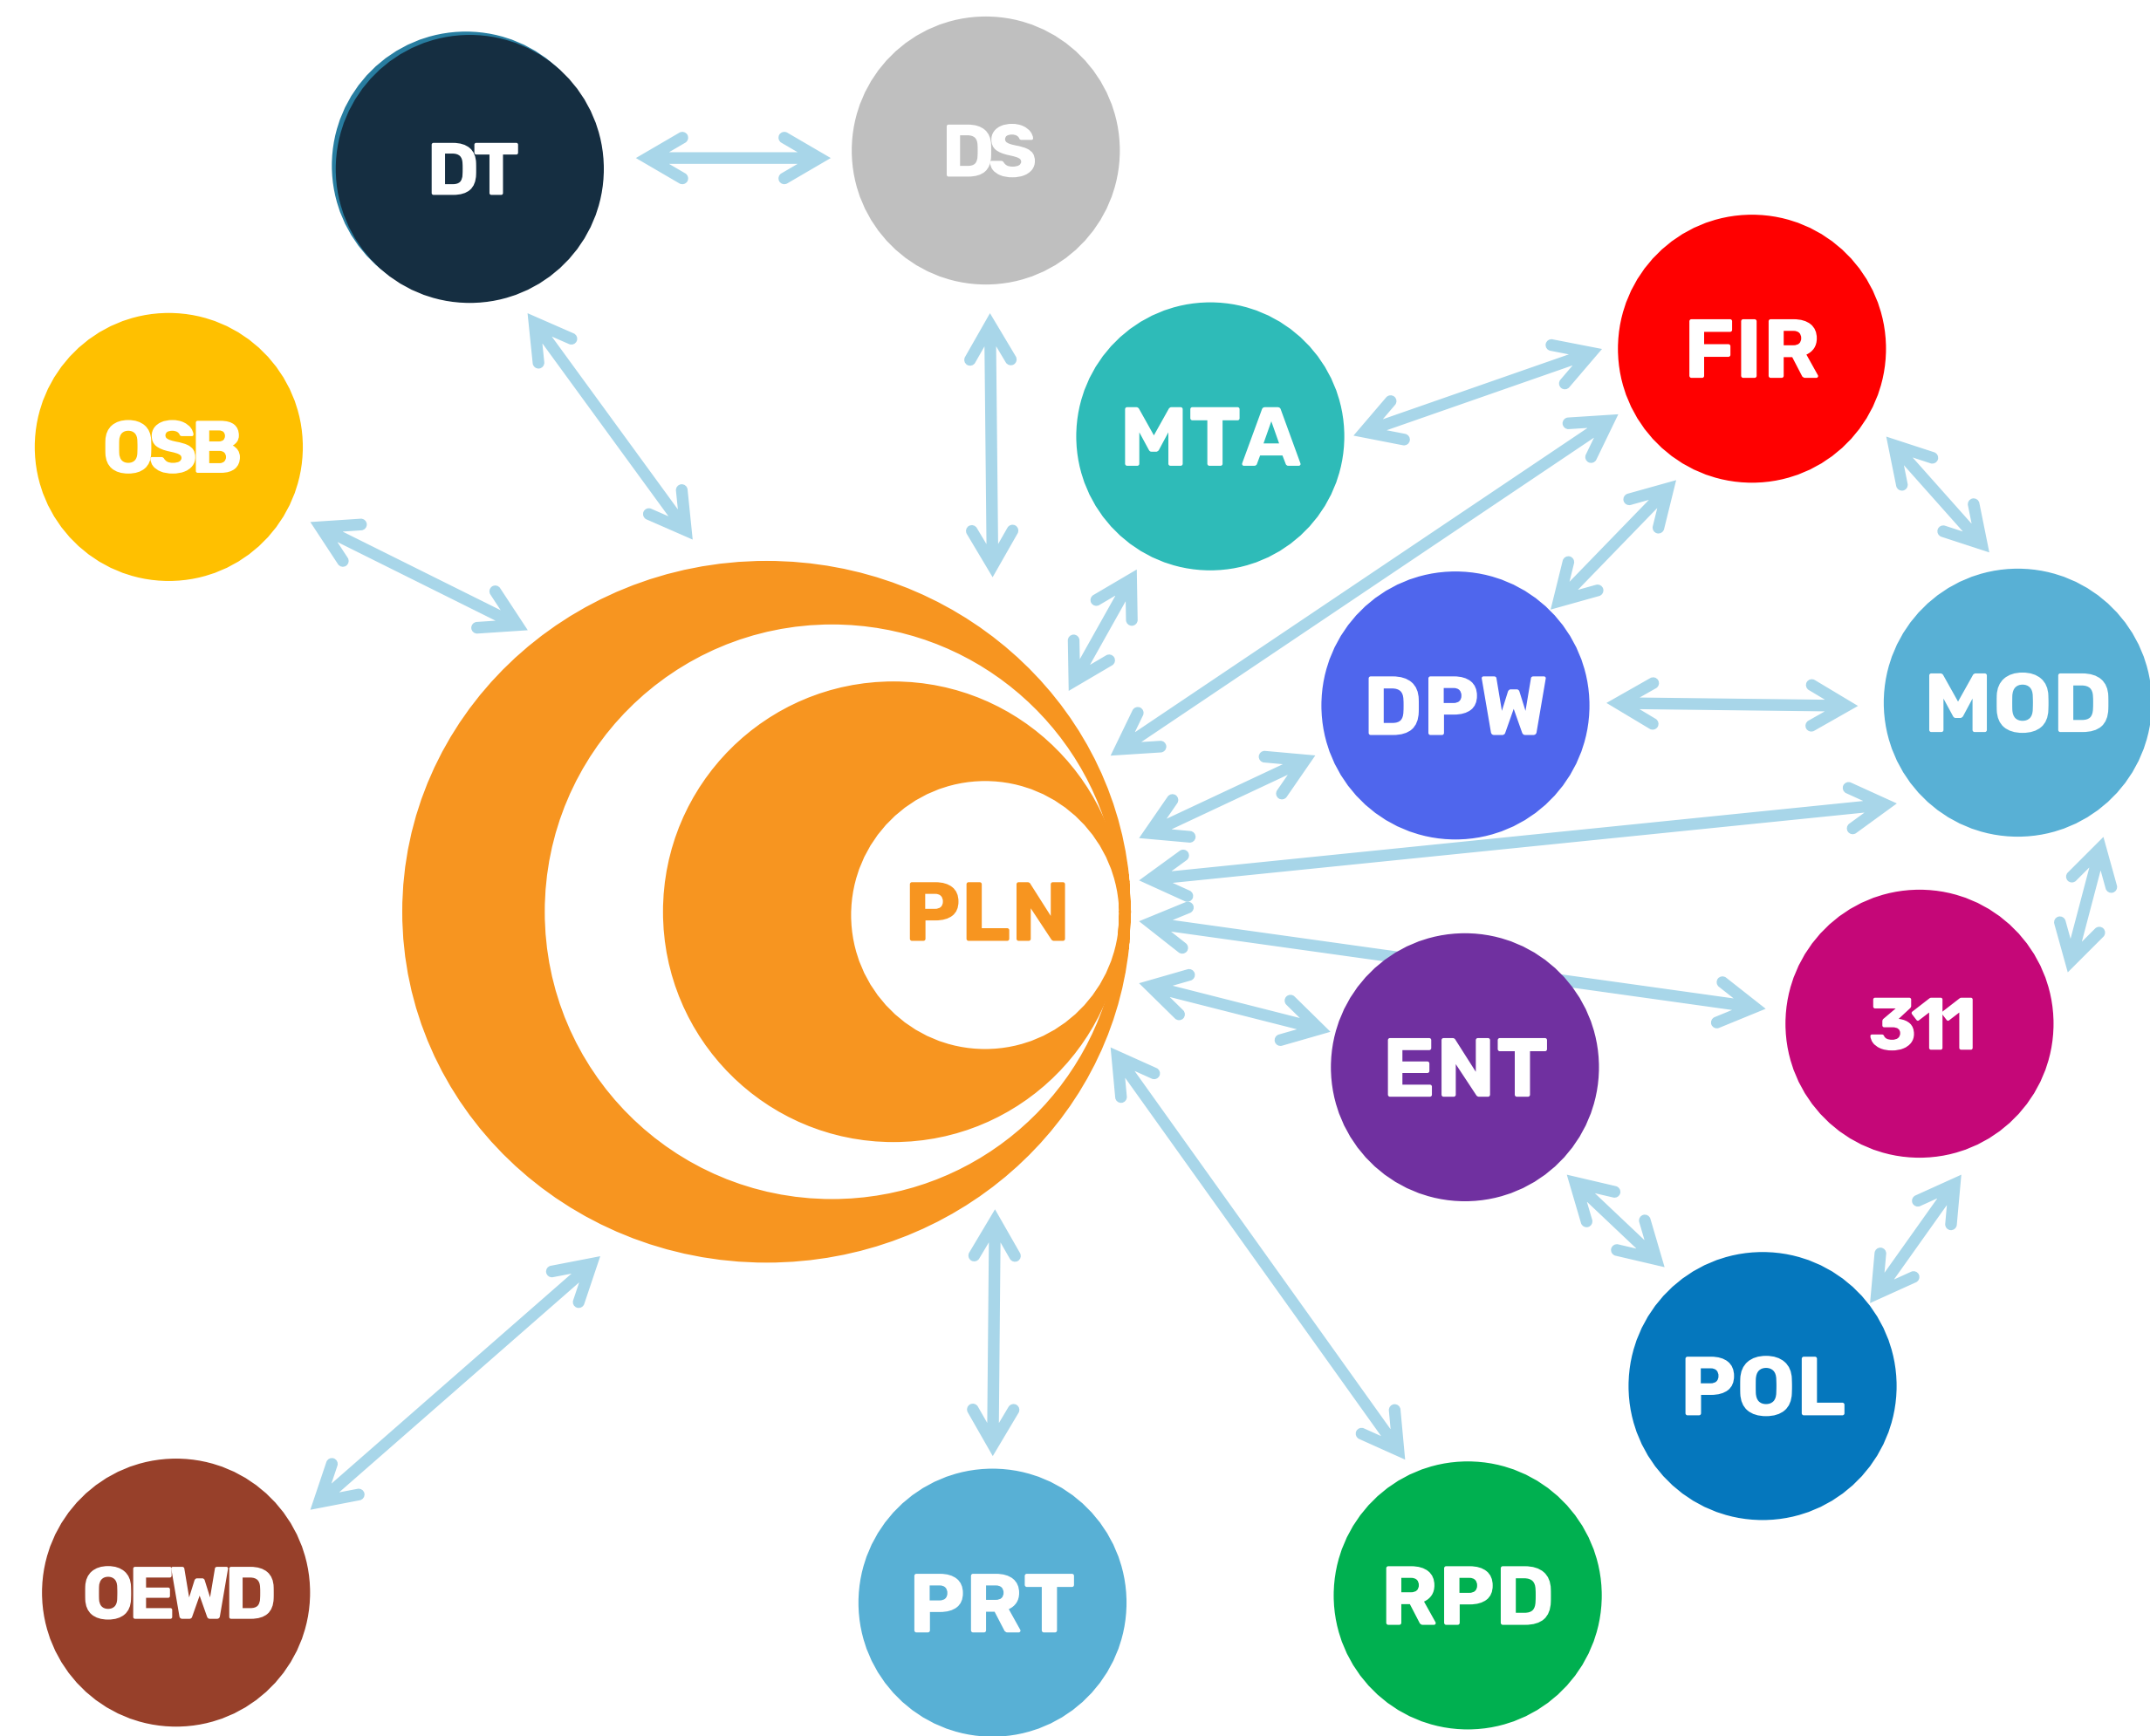 DS
DT
FIR
MTA
OSB
DPW
MOD
PLN
311
ENT
POL
OEWD
PRT
RPD